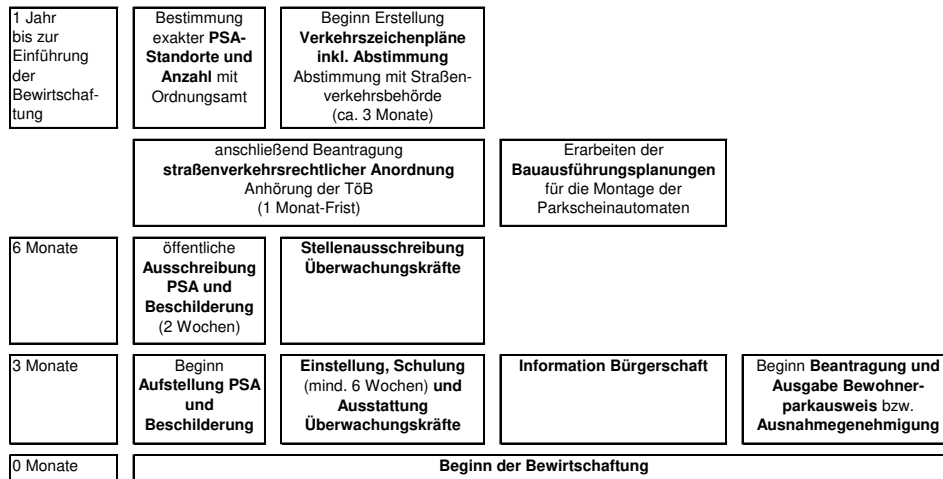 1 Jahr
bis zur
Einführung
der
Bewirtschaf-
tung
Bestimmung
exakter PSA-
Standorte und
Anzahl mit
Ordnungsamt
Beginn Erstellung
Verkehrszeichenpläne
inkl. Abstimmung
Abstimmung mit Straßen-
verkehrsbehörde
(ca. 3 Monate)
anschließend Beantragung
straßenverkehrsrechtlicher Anordnung
Anhörung der TöB
(1 Monat-Frist)
Erarbeiten der
Bauausführungsplanungen
für die Montage der
Parkscheinautomaten
6 Monate
öffentliche
Ausschreibung
PSA und
Beschilderung
(2 Wochen)
Stellenausschreibung
Überwachungskräfte
3 Monate
Beginn
Aufstellung PSA
und
Beschilderung
Einstellung, Schulung
(mind. 6 Wochen) und
Ausstattung
Überwachungskräfte
Information Bürgerschaft
Beginn Beantragung und
Ausgabe Bewohner-
parkausweis bzw.
Ausnahmegenehmigung
0 Monate
Beginn der Bewirtschaftung